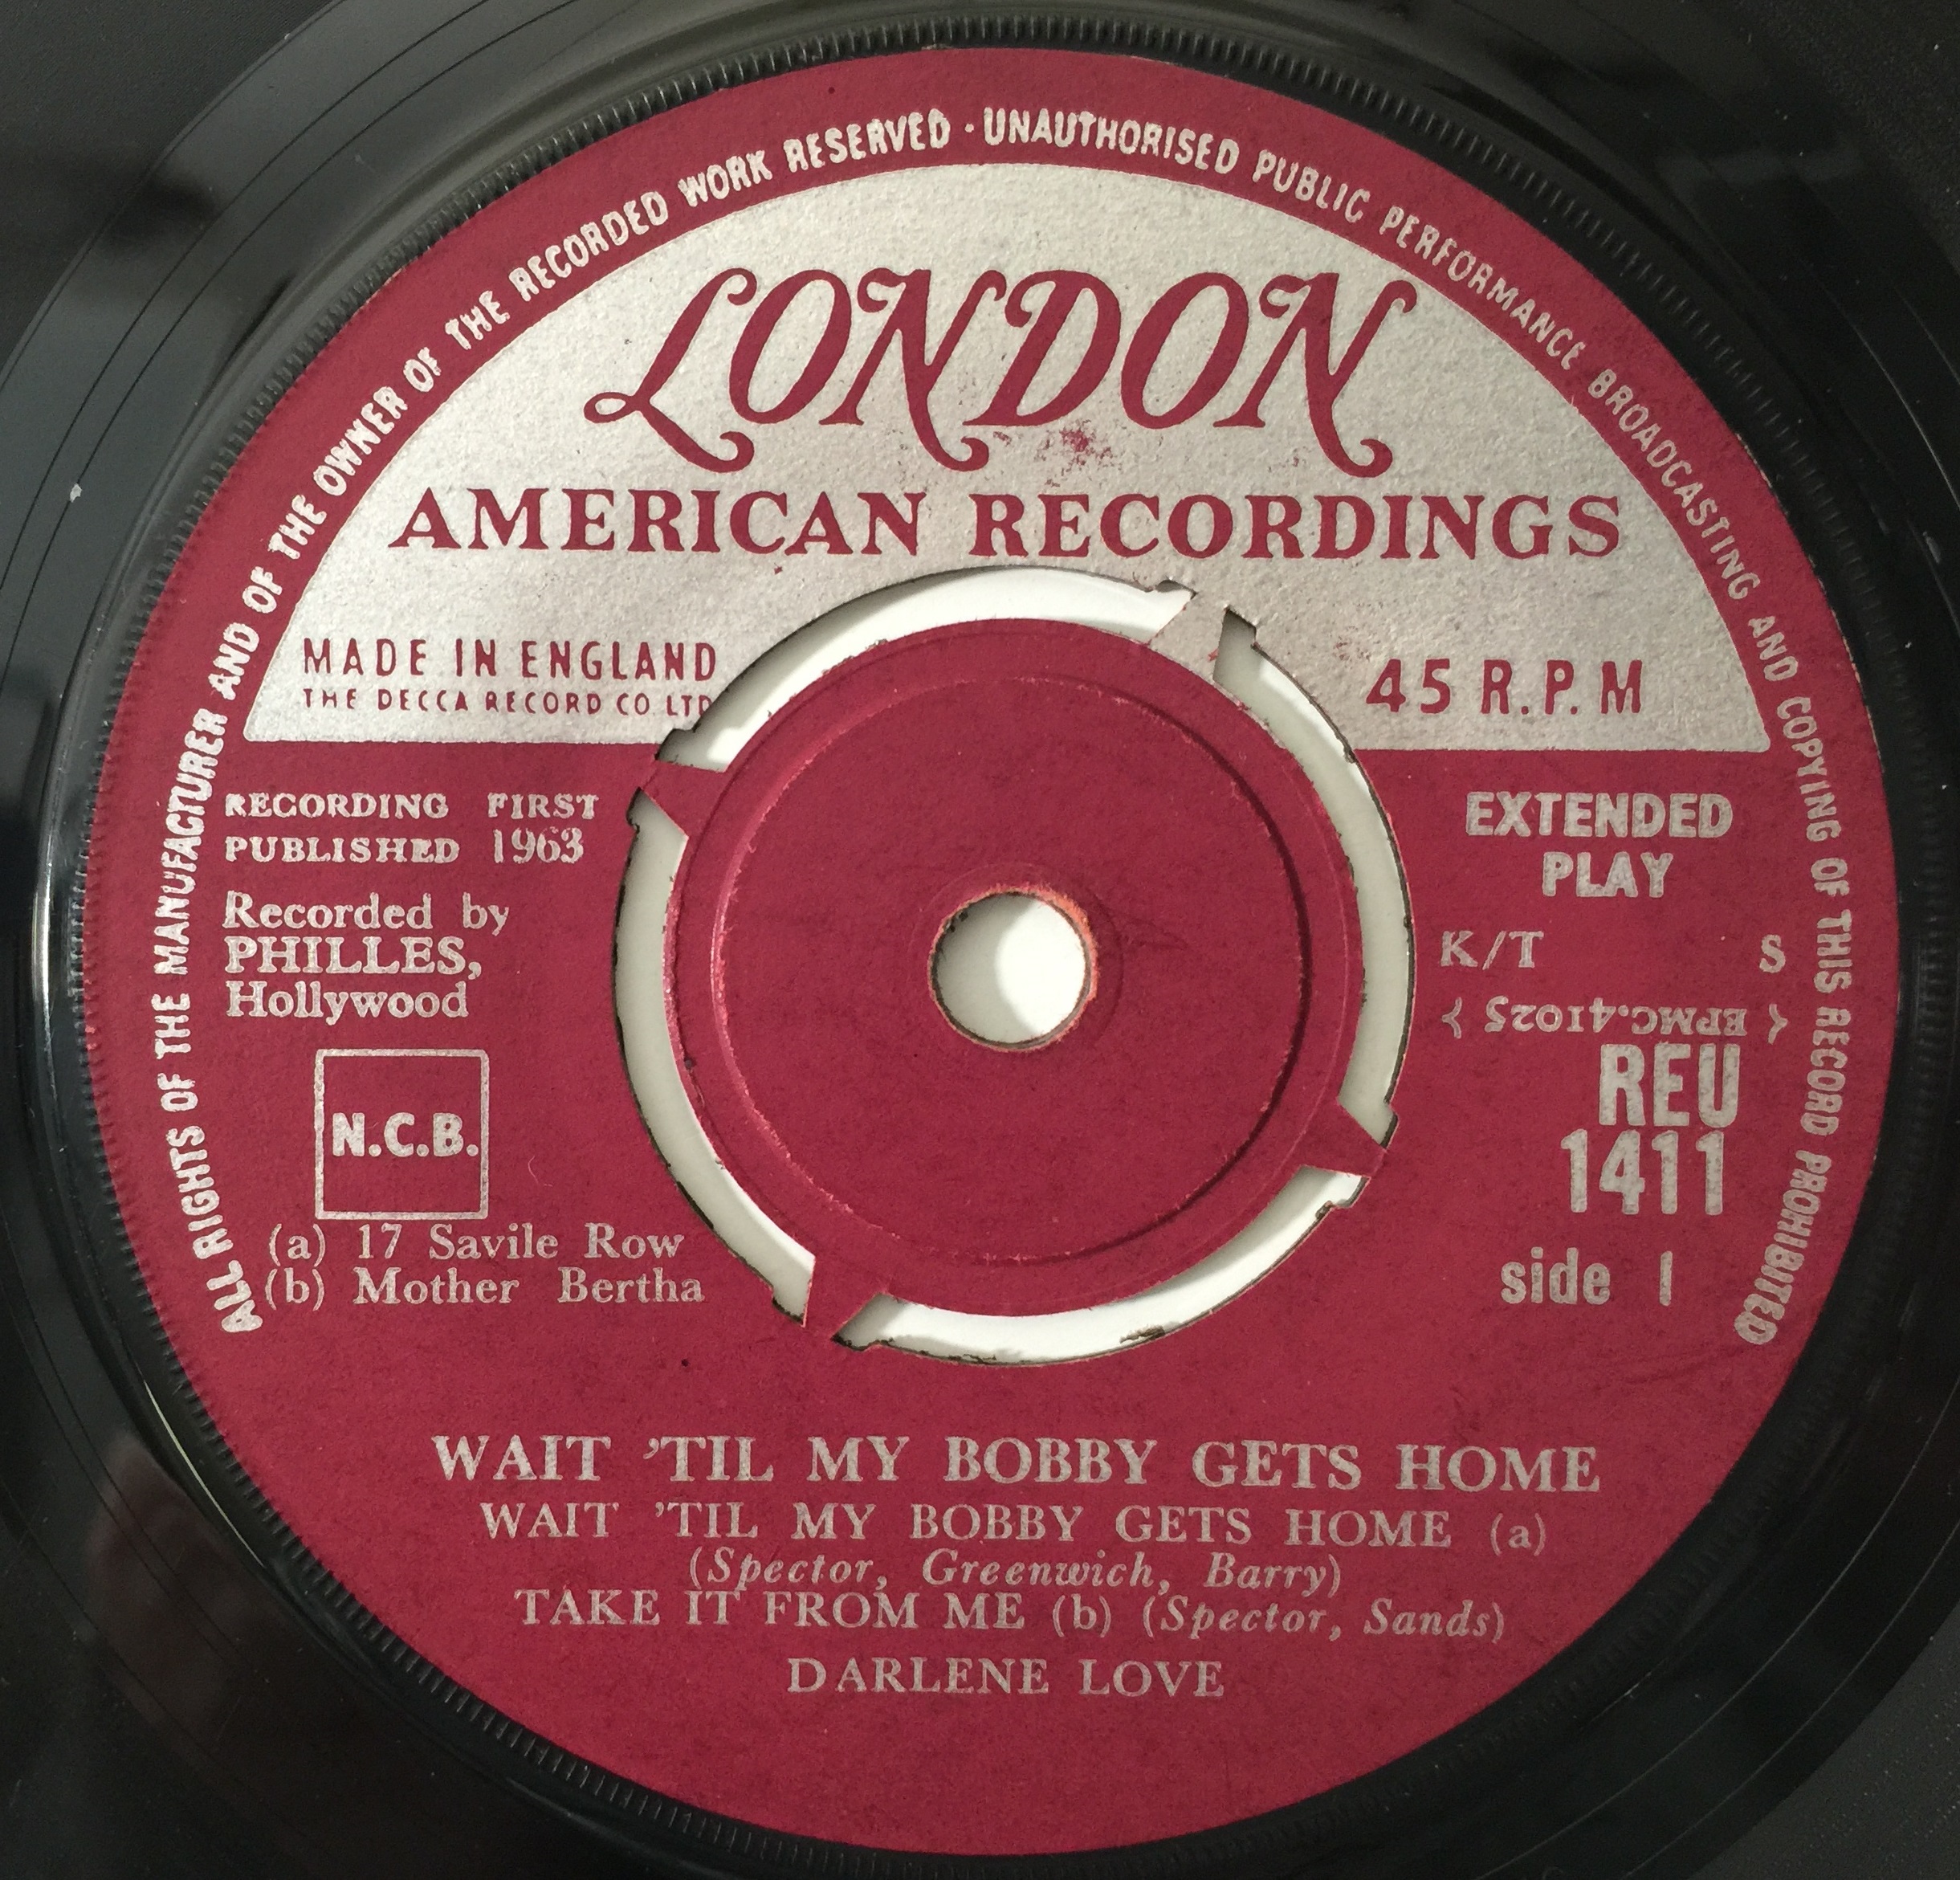 ALL RIGHTS OF THE MANUFACTURER AND OF THE OWNER OF THE RECORDED WORK RESERVED · UNAUTHORISED PUBLIC PERFORMANCE BROADCASTING AND COPYING OF THIS RECORD PROHIBITED
LONDON
AMERICAN RECORDINGS
MADE IN ENGLAND
THE DECCA RECORD CO LTD
45 R.P.M
RECORDING FIRST
PUBLISHED 1963
Recorded by
PHILLES,
Hollywood
N.C.B.
(a) 17 Savile Row
(b) Mother Bertha
EXTENDED
PLAY
K/T S
EPMC.41025
REU
1411
side 1
WAIT 'TIL MY BOBBY GETS HOME
WAIT 'TIL MY BOBBY GETS HOME (a)
(Spector, Greenwich, Barry)
TAKE IT FROM ME (b) (Spector, Sands)
DARLENE LOVE